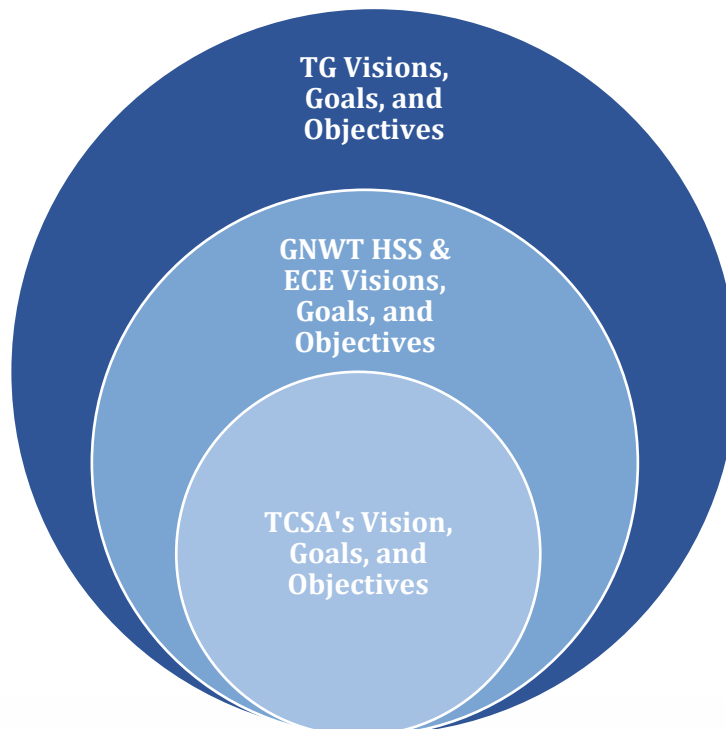 TG Visions,
Goals, and
Objectives
GNWT HSS &
ECE Visions,
Goals, and
Objectives
TCSA's Vision,
Goals, and
Objectives